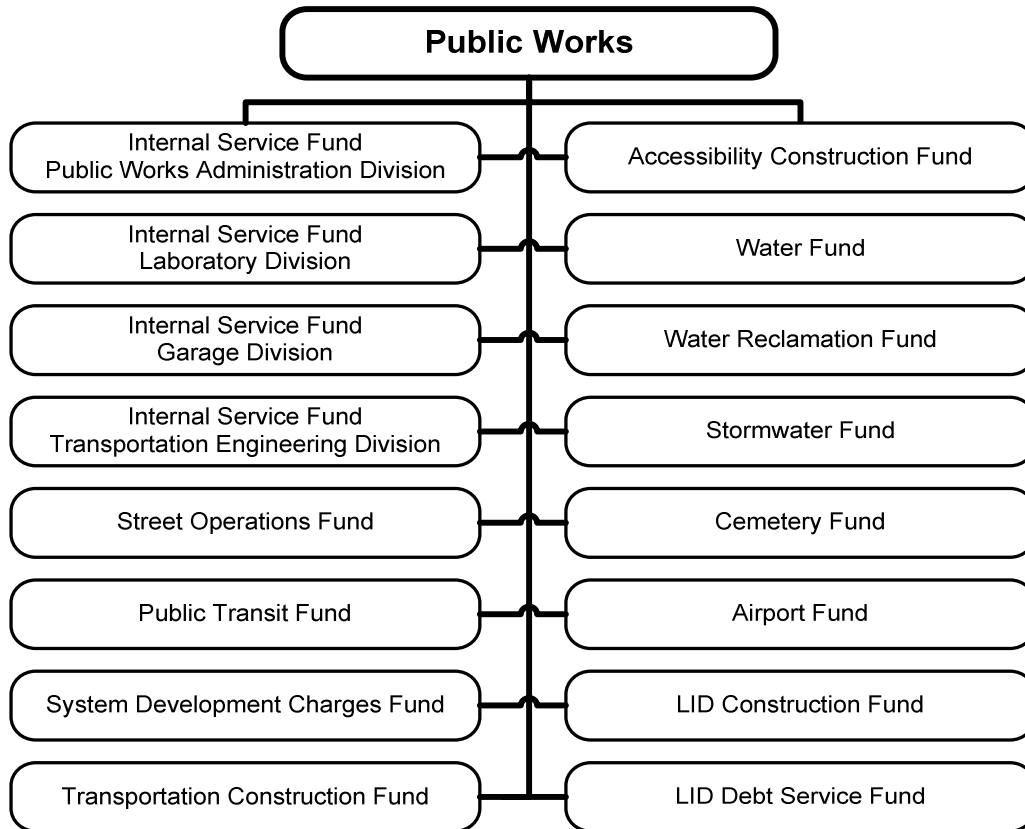 Public Works
Internal Service Fund
Public Works Administration Division
Accessibility Construction Fund
Internal Service Fund
Laboratory Division
Water Fund
Internal Service Fund
Garage Division
Water Reclamation Fund
Internal Service Fund
Transportation Engineering Division
Stormwater Fund
Street Operations Fund
Cemetery Fund
Public Transit Fund
Airport Fund
System Development Charges Fund
LID Construction Fund
Transportation Construction Fund
LID Debt Service Fund